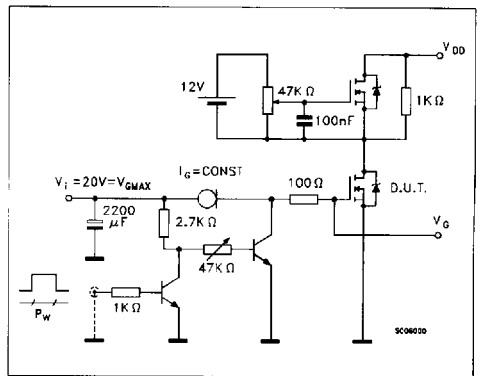 V DD
12V
47K Ω
1K Ω
100nF
I G = CONST
V i = 20V = V GMAX
100 Ω
D.U.T.
2200 μF
2.7K Ω
V G
47K Ω
P W
1K Ω
SC06000